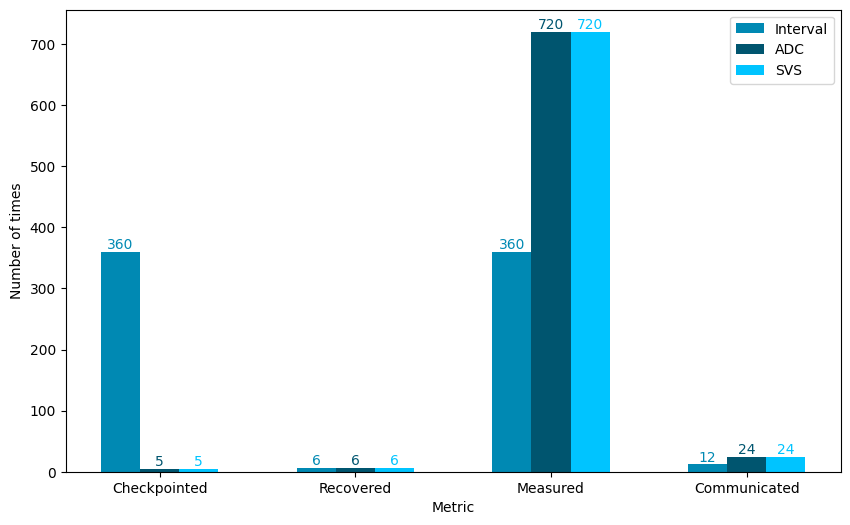 Interval
ADC
SVS
Number of times
700
600
500
400
300
200
100
0
360 5 5
6 6 6
360 720 720
12 24 24
Checkpointed Recovered Measured Communicated
Metric